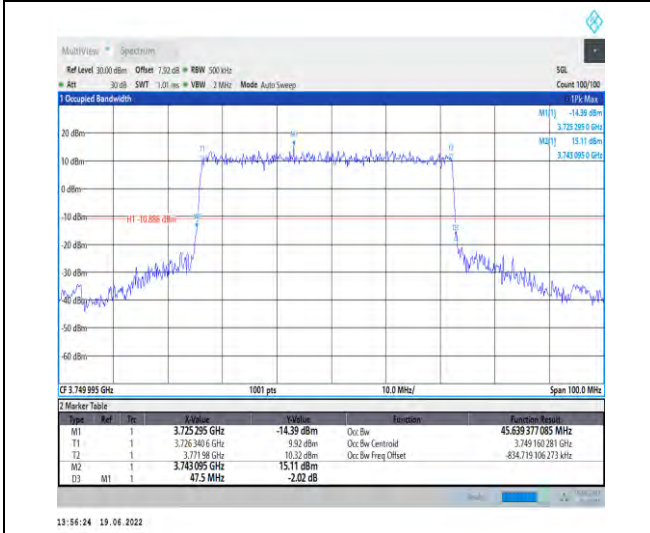 MultiView Spectrum
Ref Level 30.00 dBm Offset 7.92 dB RBW 500 kHz SGL
Att 30 dB SWT 1.01 ms VBW 2 MHz Mode Auto Sweep Count 100/100
1 Occupied Bandwidth 1Pk Max
M1[1] -14.39 dBm
3.725 295 0 GHz
20 dBm M2[1] 15.11 dBm
3.743 095 0 GHz
T1 T2
10 dBm
0 dBm
-10 dBm H1 -10.886 dBm
-20 dBm
-30 dBm
-40 dBm
-50 dBm
-60 dBm
CF 3.749 995 GHz 1001 pts 10.0 MHz/ Span 100.0 MHz
2 Marker Table
Type Ref Trc X-Value Y-Value Function Function Result
M1 1 3.725 295 GHz -14.39 dBm Occ Bw 45.639 377 085 MHz
T1 1 3.726 340 6 GHz 9.92 dBm Occ Bw Centroid 3.749 160 281 GHz
T2 1 3.771 98 GHz 10.32 dBm Occ Bw Freq Offset -834.719 106 273 kHz
M2 1 3.743 095 GHz 15.11 dBm
D3 M1 1 47.5 MHz -2.02 dB
13:56:24 19.06.2022